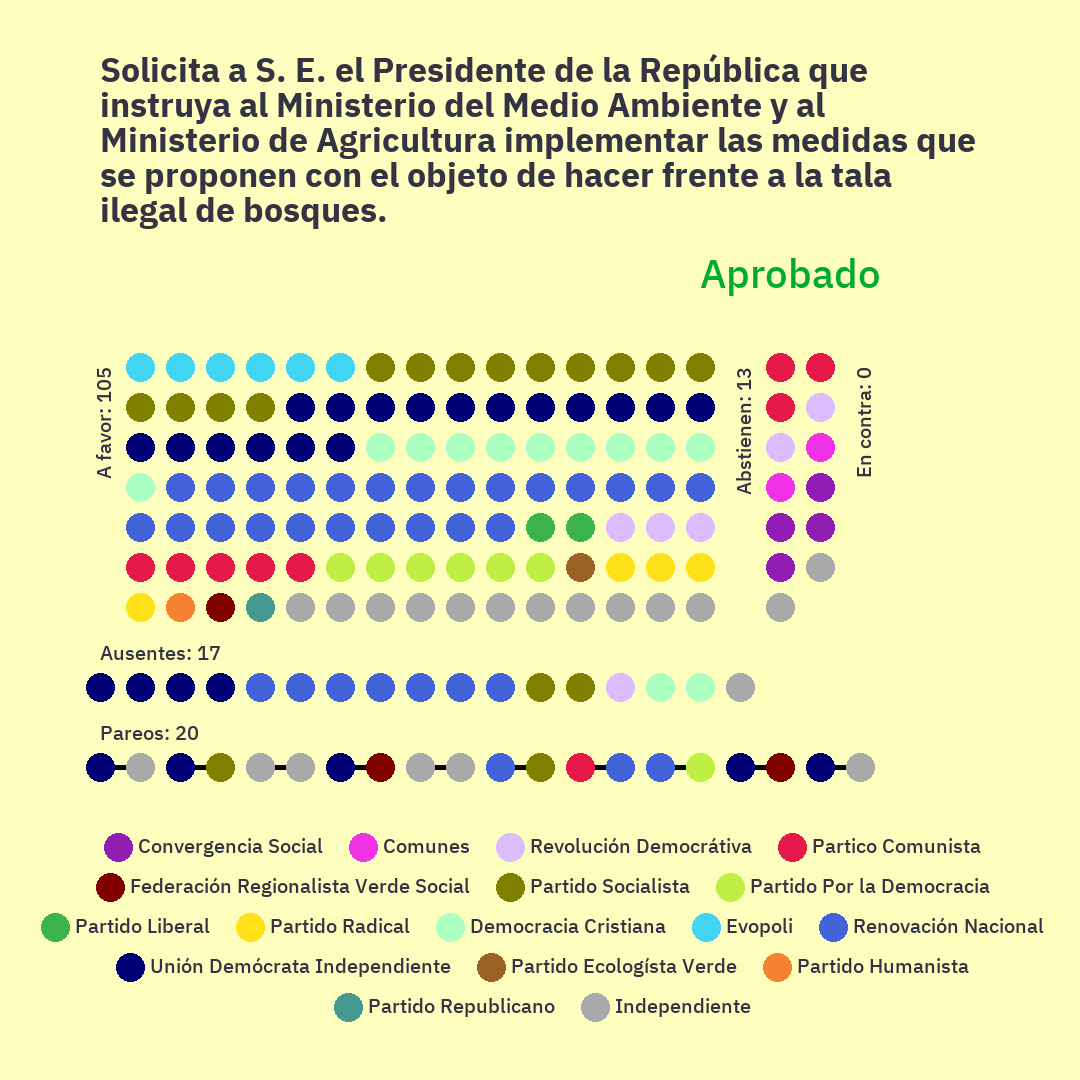 Solicita a S. E. el Presidente de la República que
instruya al Ministerio del Medio Ambiente y al
Ministerio de Agricultura implementar las medidas que
se proponen con el objeto de hacer frente a la tala
ilegal de bosques.
Aprobado
A favor: 105
Abstienen: 13
En contra: 0
Ausentes: 17
Pareos: 20
Convergencia Social Comunes Revolución Democrátiva Partico Comunista
Federación Regionalista Verde Social Partido Socialista Partido Por la Democracia
Partido Liberal Partido Radical Democracia Cristiana Evopoli Renovación Nacional
Unión Demócrata Independiente Partido Ecologísta Verde Partido Humanista
Partido Republicano Independiente